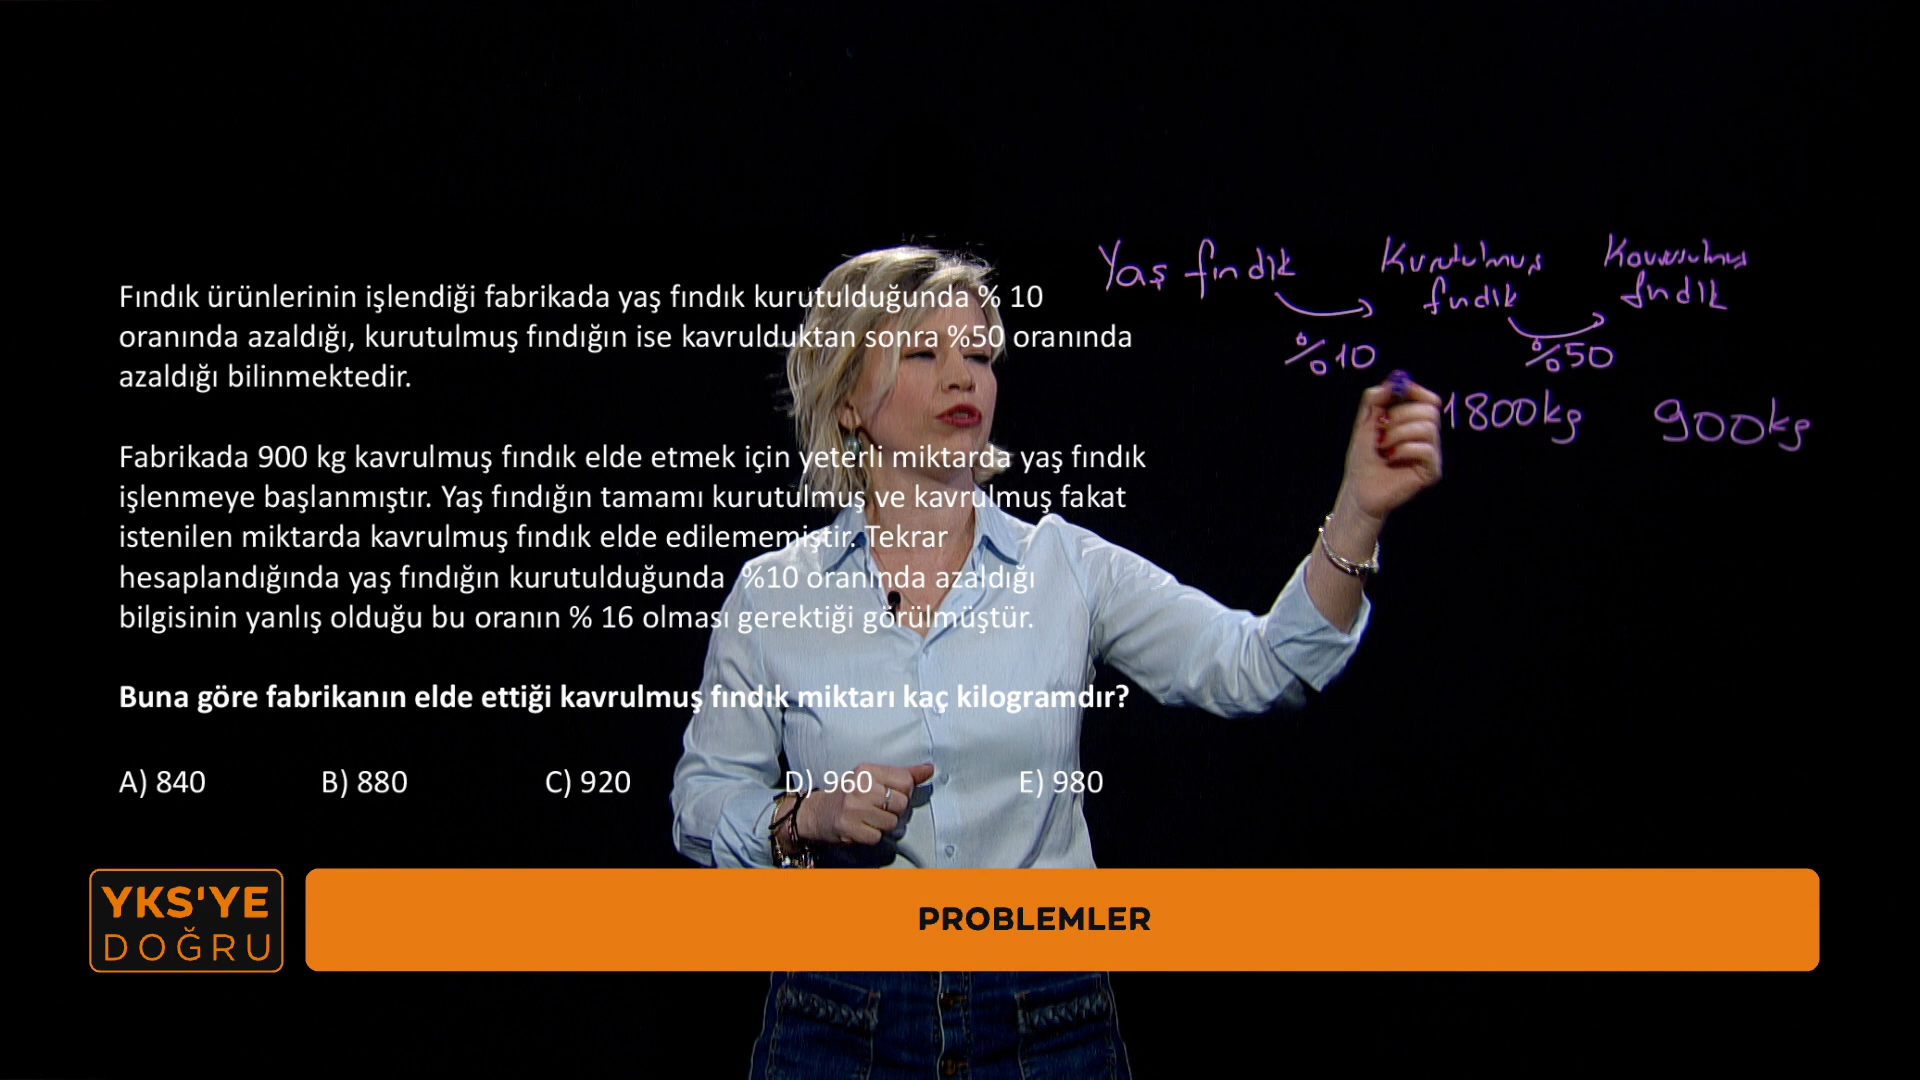 Fındık ürünlerinin işlendiği fabrikada yaş fındık kurutulduğunda % 10
oranında azaldığı, kurutulmuş fındığın ise kavrulduktan sonra %50 oranında
azaldığı bilinmektedir.
Fabrikada 900 kg kavrulmuş fındık elde etmek için yeterli miktarda yaş fındık
işlenmeye başlanmıştır. Yaş fındığın tamamı kurutulmuş ve kavrulmuş fakat
istenilen miktarda kavrulmuş fındık elde edilememiştir. Tekrar
hesaplandığında yaş fındığın kurutulduğunda %10 oranında azaldığı
bilgisinin yanlış olduğu bu oranın % 16 olması gerektiği görülmüştür.
Buna göre fabrikanın elde ettiği kavrulmuş fındık miktarı kaç kilogramdır?
A) 840 B) 880 C) 920 D) 960 E) 980
Yaş fındık
%10
Kurutulmuş
fındık
%50
Kavrulmuş
fındık
1800kg
900kg
YKS'YE
DOĞRU
PROBLEMLER